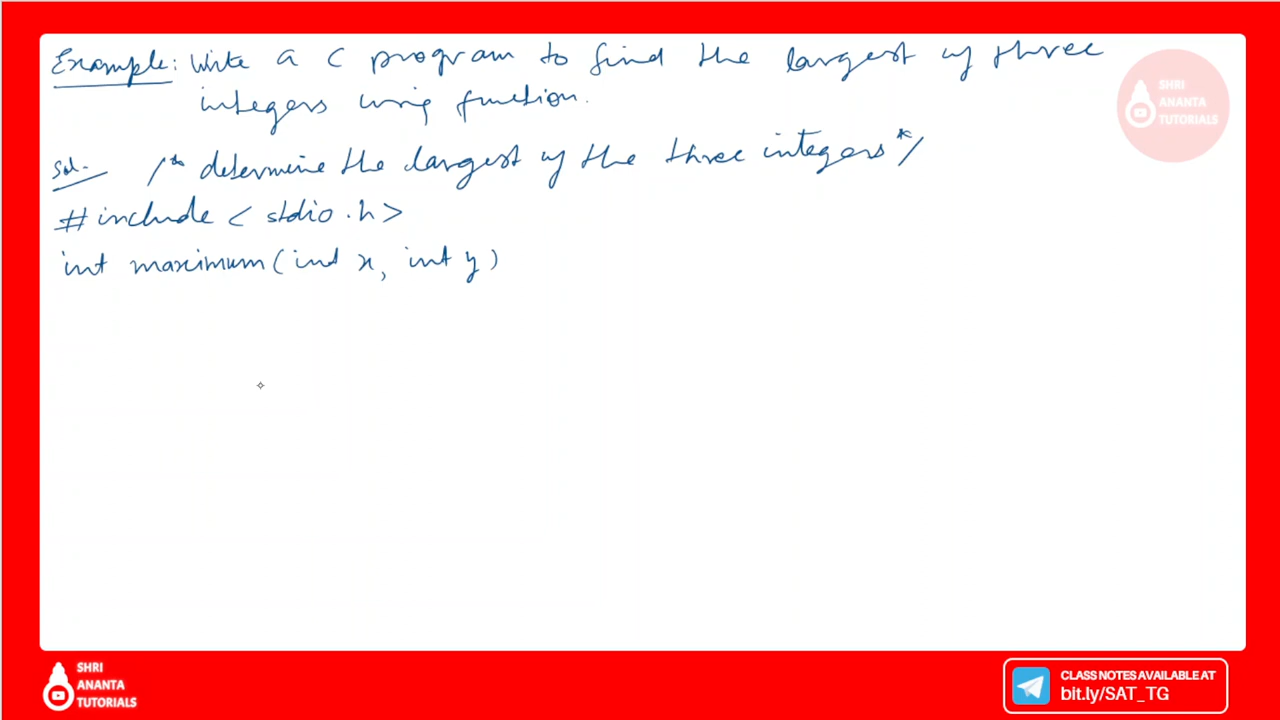 Example: Write a C program to find the largest of three
integers using function.
Sol. /* determine the largest of the three integers */
#include < stdio.h>
int maximum (int x, int y)
SHRI
ANANTA
TUTORIALS
SHRI
ANANTA
TUTORIALS
CLASS NOTES AVAILABLE AT
bit.ly/SAT_TG